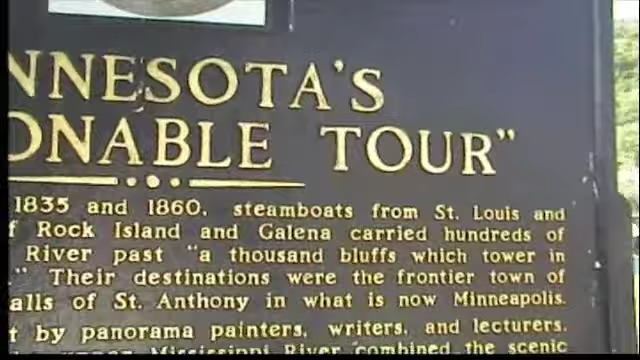 NNESOTA'S
ONABLE TOUR"
1835 and 1860, steamboats from St. Louis and
f Rock Island and Galena carried hundreds of
River past "a thousand bluffs which tower in
." Their destinations were the frontier town of
alls of St. Anthony in what is now Minneapolis.
t by panorama painters, writers, and lecturers,
upper Mississippi River combined the scenic